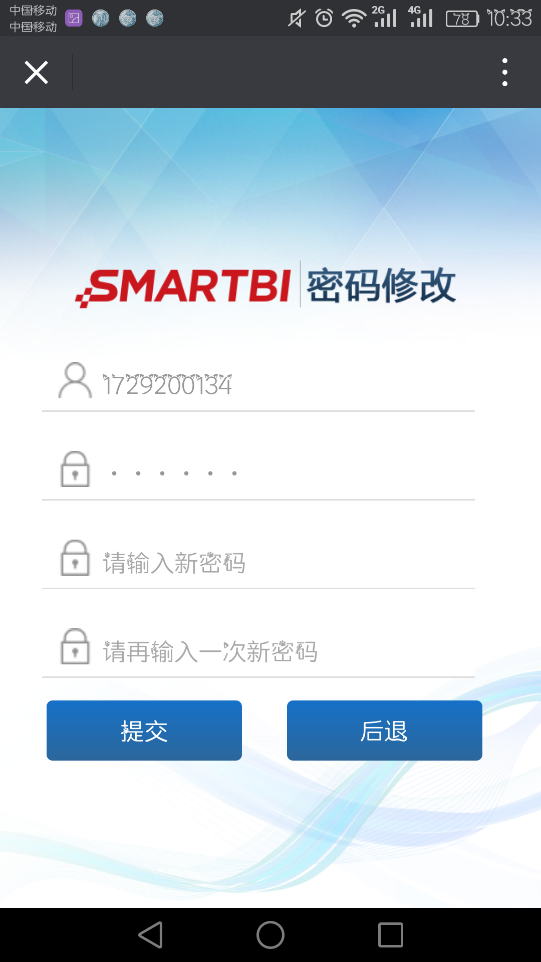 中国移动
中国移动
2G
4G
78
10:33
SMARTBI 密码修改
1729200134
······
请输入新密码
请再输入一次新密码
提交
后退